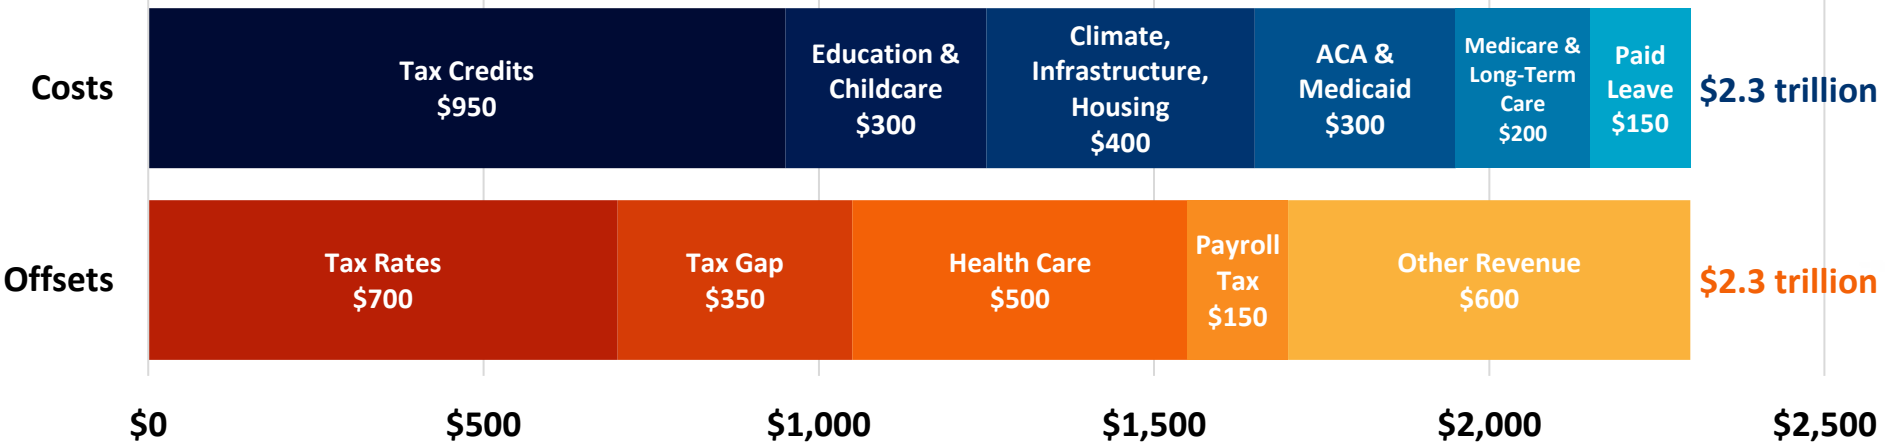 Costs
Tax Credits
$950
Education &
Childcare
$300
Climate,
Infrastructure,
Housing
$400
ACA &
Medicaid
$300
Medicare &
Long-Term
Care
$200
Paid
Leave
$150
$2.3 trillion
Offsets
Tax Rates
$700
Tax Gap
$350
Health Care
$500
Payroll
Tax
$150
Other Revenue
$600
$2.3 trillion
$0 $500 $1,000 $1,500 $2,000 $2,500